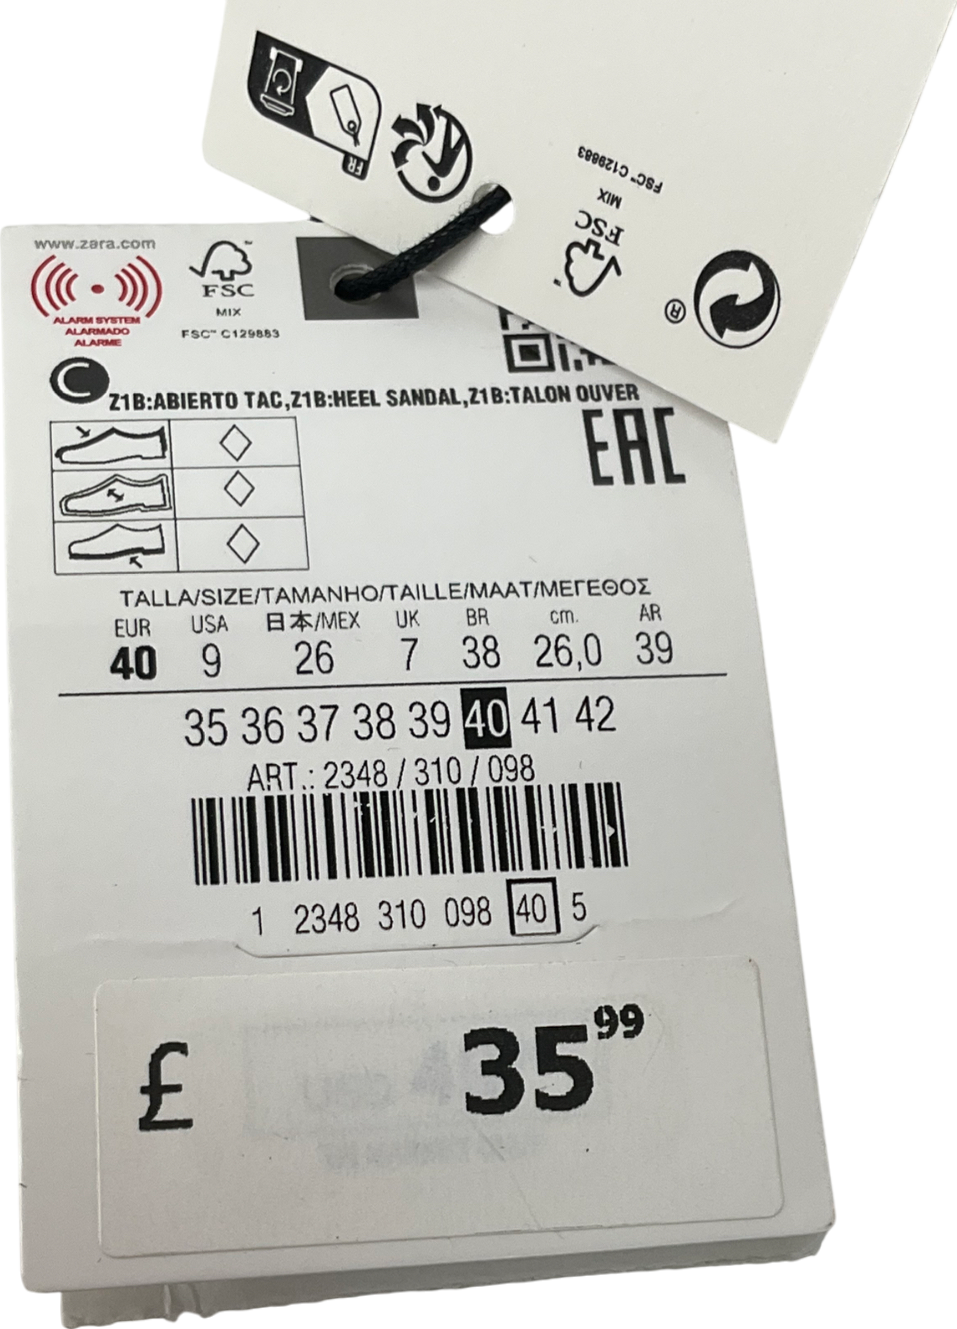 FR
FSC™ C129883
MIX
FSC
®
www.zara.com
ALARM SYSTEM
ALARMADO
ALARME
FSC™
MIX
FSC™ C129883
C
Z1B:ABIERTO TAC,Z1B:HEEL SANDAL,Z1B:TALON OUVER
EAC
TALLA/SIZE/TAMANHO/TAILLE/MAAT/ΜΕΓΕΘΟΣ
EUR USA 日本/MEX UK BR cm. AR
40 9 26 7 38 26,0 39
35 36 37 38 39 40 41 42
ART.: 2348 / 310 / 098
1 2348 310 098 40 5
£ 35 99